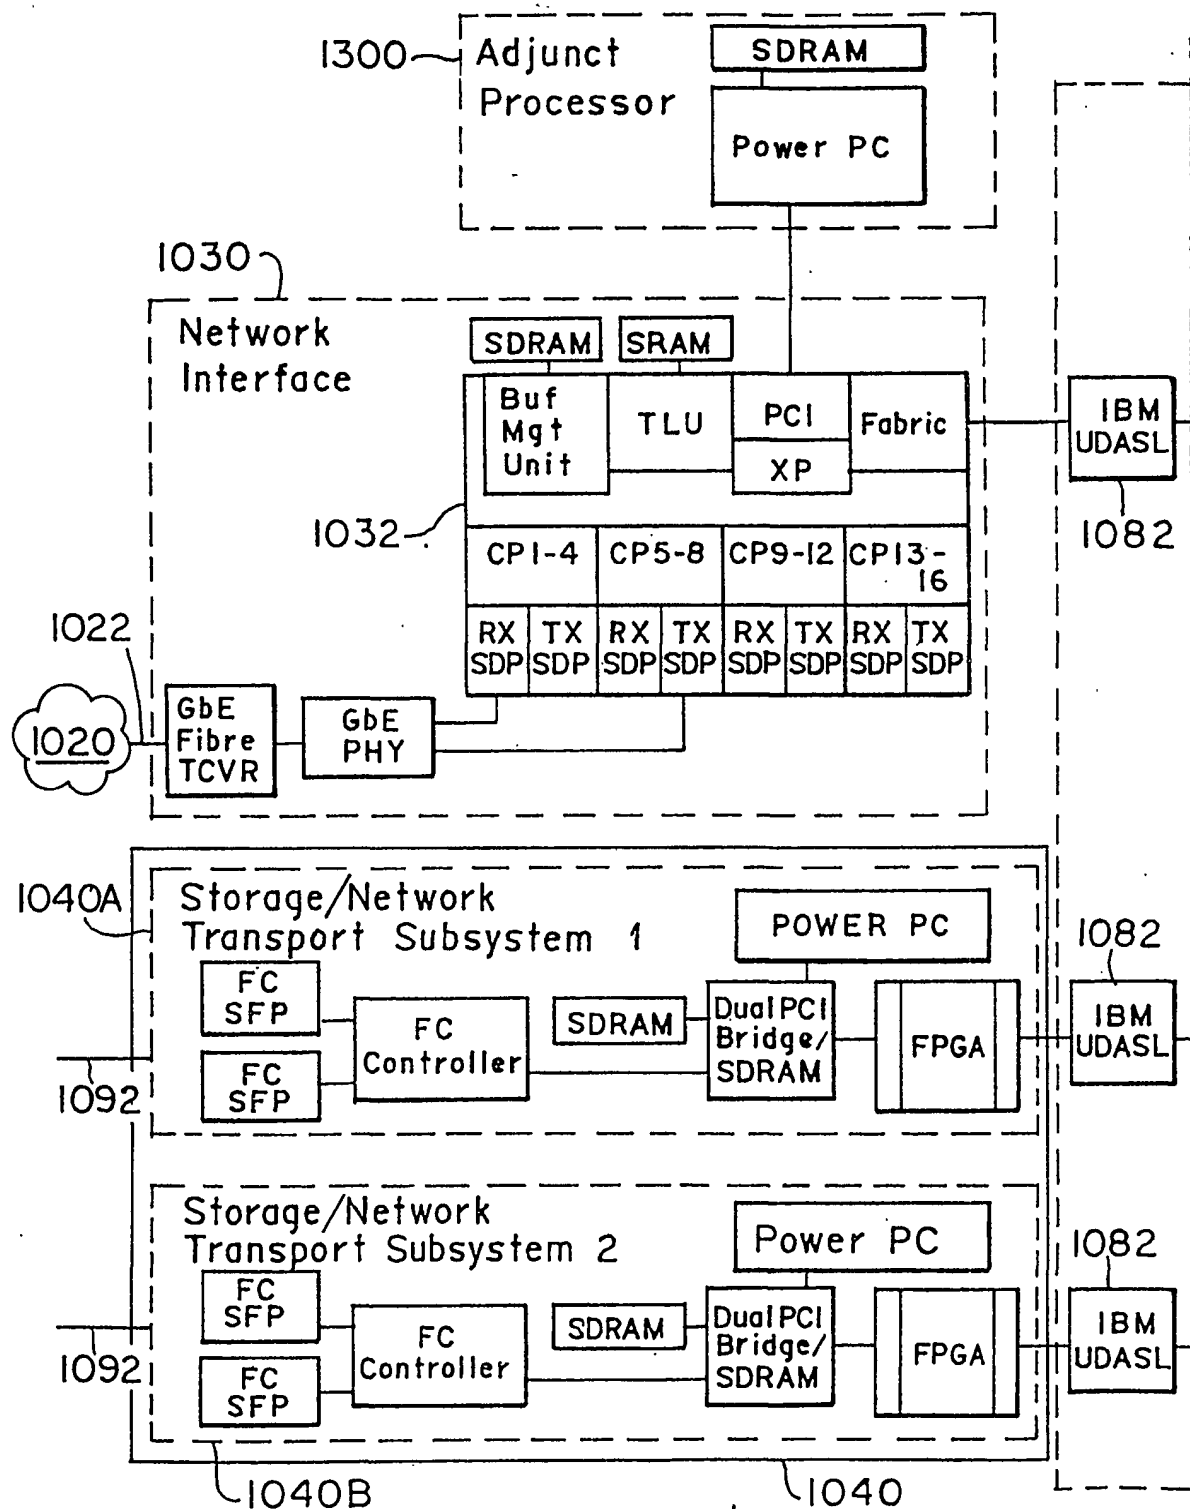 1300
Adjunct
Processor
SDRAM
Power PC
1030
Network
Interface
SDRAM
SRAM
Buf
Mgt
Unit
TLU
PCI
XP
Fabric
IBM
UDASL
1082
1032
CP1-4
CP5-8
CP9-12
CP13-
16
RX
SDP
TX
SDP
RX
SDP
TX
SDP
RX
SDP
TX
SDP
RX
SDP
TX
SDP
1022
1020
GbE
Fibre
TCVR
GbE
PHY
1040A
Storage/Network
Transport Subsystem 1
POWER PC
FC
SFP
FC
SFP
FC
Controller
SDRAM
Dual PCI
Bridge/
SDRAM
FPGA
1082
IBM
UDASL
1092
Storage/Network
Transport Subsystem 2
Power PC
FC
SFP
FC
SFP
FC
Controller
SDRAM
Dual PCI
Bridge/
SDRAM
FPGA
1082
IBM
UDASL
1092
1040B
1040